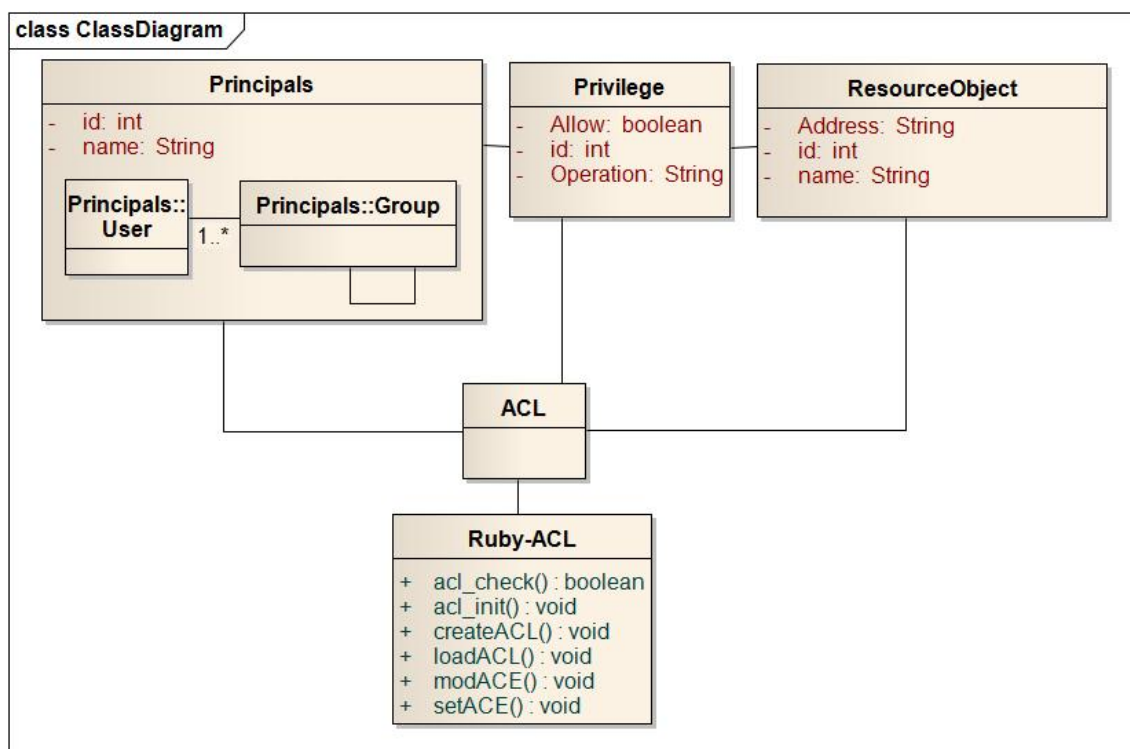 class ClassDiagram
Principals
- id: int
- name: String
Principals::
User
1..*
Principals::Group
Privilege
- Allow: boolean
- id: int
- Operation: String
ResourceObject
- Address: String
- id: int
- name: String
ACL
Ruby-ACL
+ acl_check() : boolean
+ acl_init() : void
+ createACL() : void
+ loadACL() : void
+ modACE() : void
+ setACE() : void